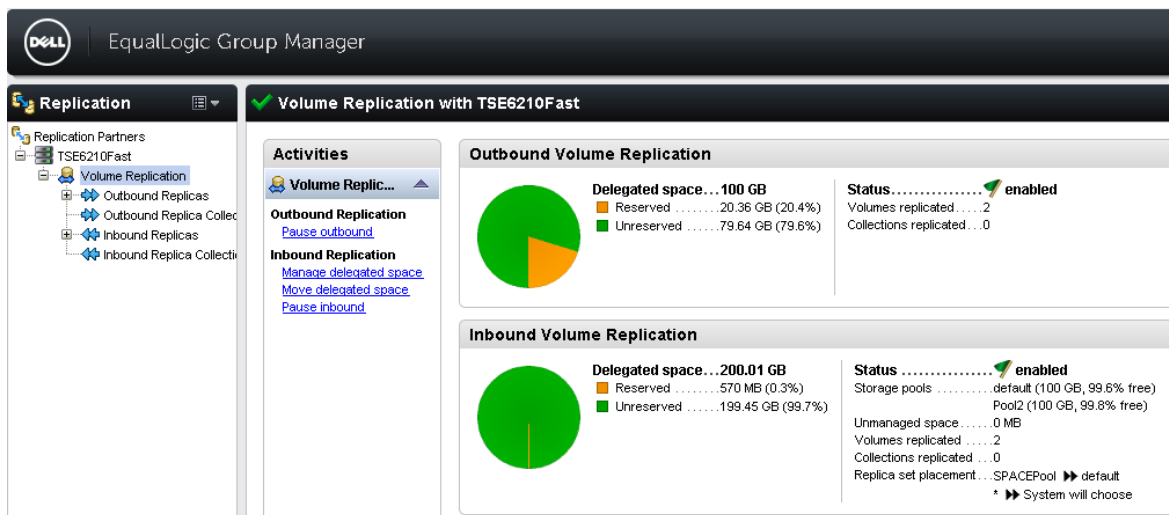 DELL
EqualLogic Group Manager
Replication
Volume Replication with TSE6210Fast
Replication Partners
TSE6210Fast
Volume Replication
Outbound Replicas
Outbound Replica Collec
Inbound Replicas
Inbound Replica Collecti
Activities
Volume Replic...
Outbound Replication
Pause outbound
Inbound Replication
Manage delegated space
Move delegated space
Pause inbound
Outbound Volume Replication
Delegated space...100 GB
Reserved ........20.36 GB (20.4%)
Unreserved ......79.64 GB (79.6%)
Status................ enabled
Volumes replicated.....2
Collections replicated...0
Inbound Volume Replication
Delegated space...200.01 GB
Reserved ........570 MB (0.3%)
Unreserved ......199.45 GB (99.7%)
Status ................ enabled
Storage pools ..........default (100 GB, 99.6% free)
Pool2 (100 GB, 99.8% free)
Unmanaged space......0 MB
Volumes replicated .....2
Collections replicated ...0
Replica set placement...SPACEPool ▶▶ default
* ▶▶ System will choose